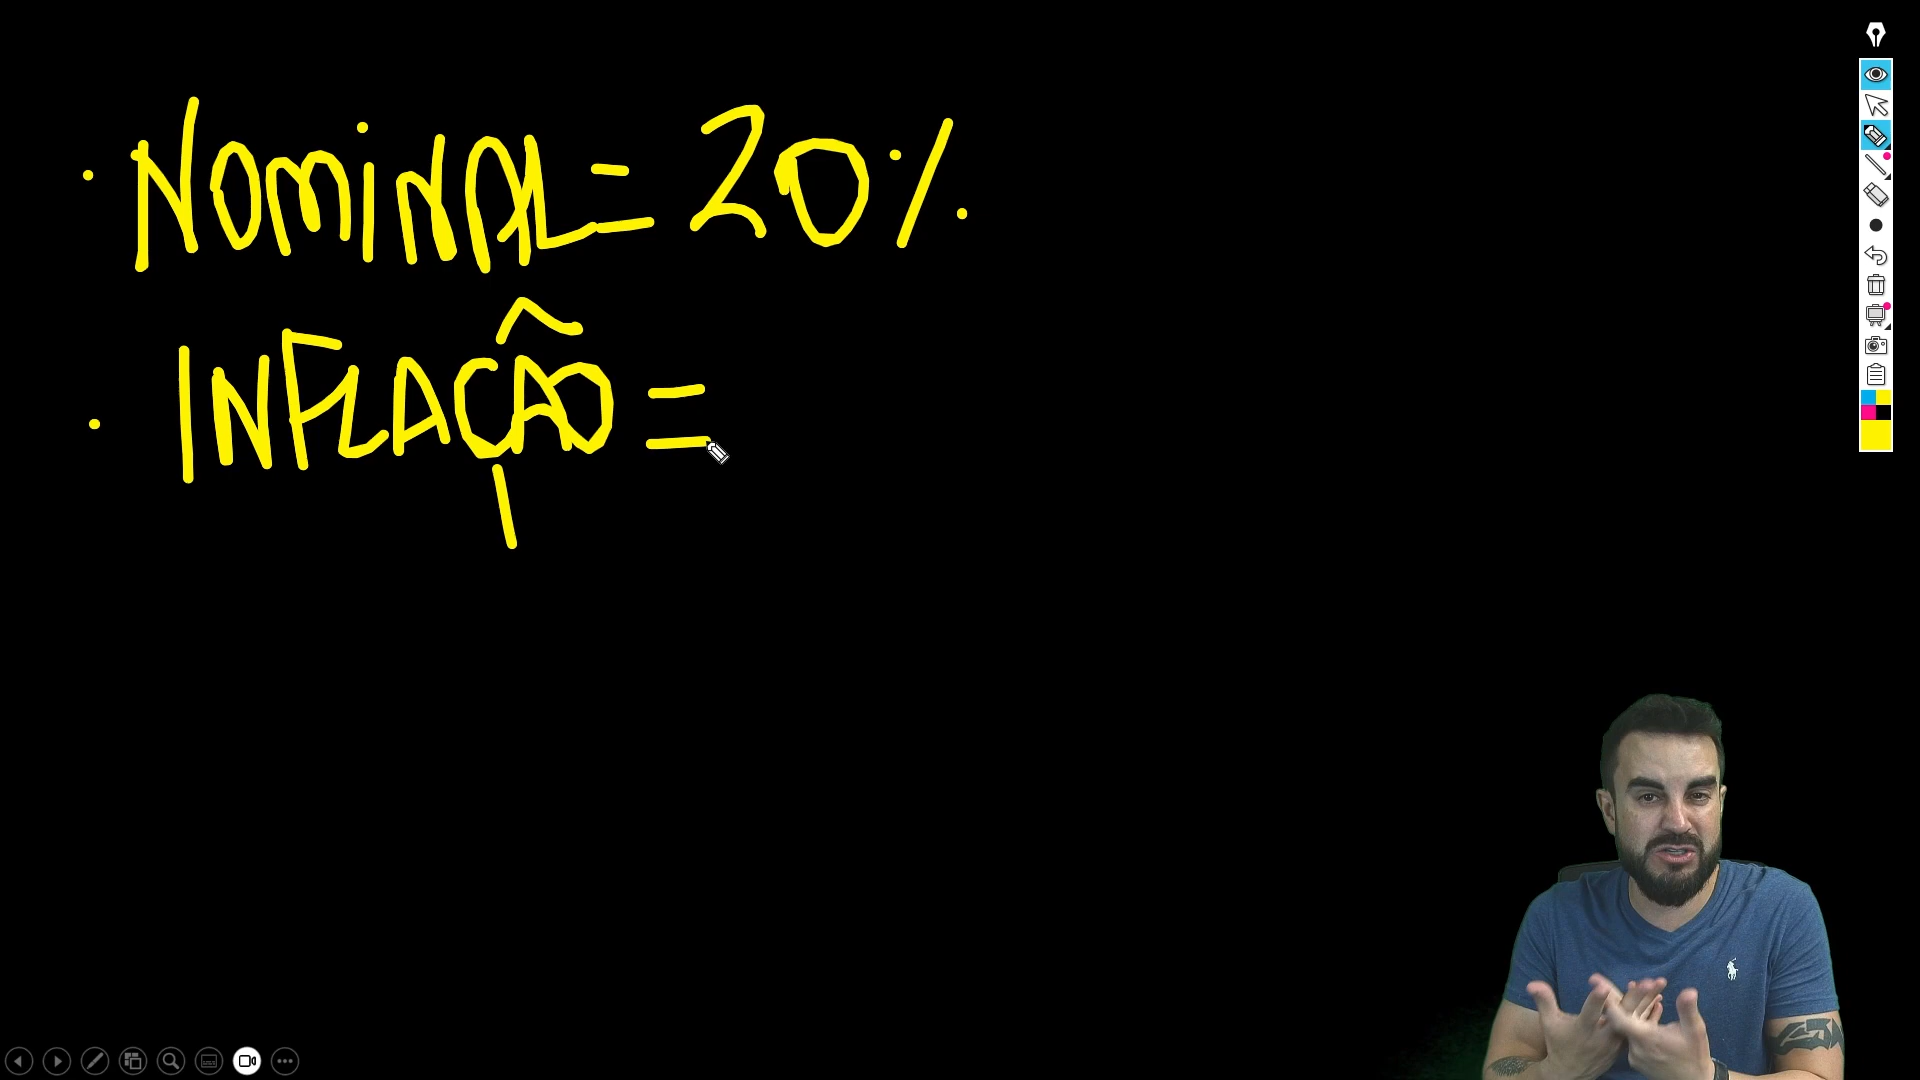 · NOMINAL = 20%.
· INFLAÇÃO =